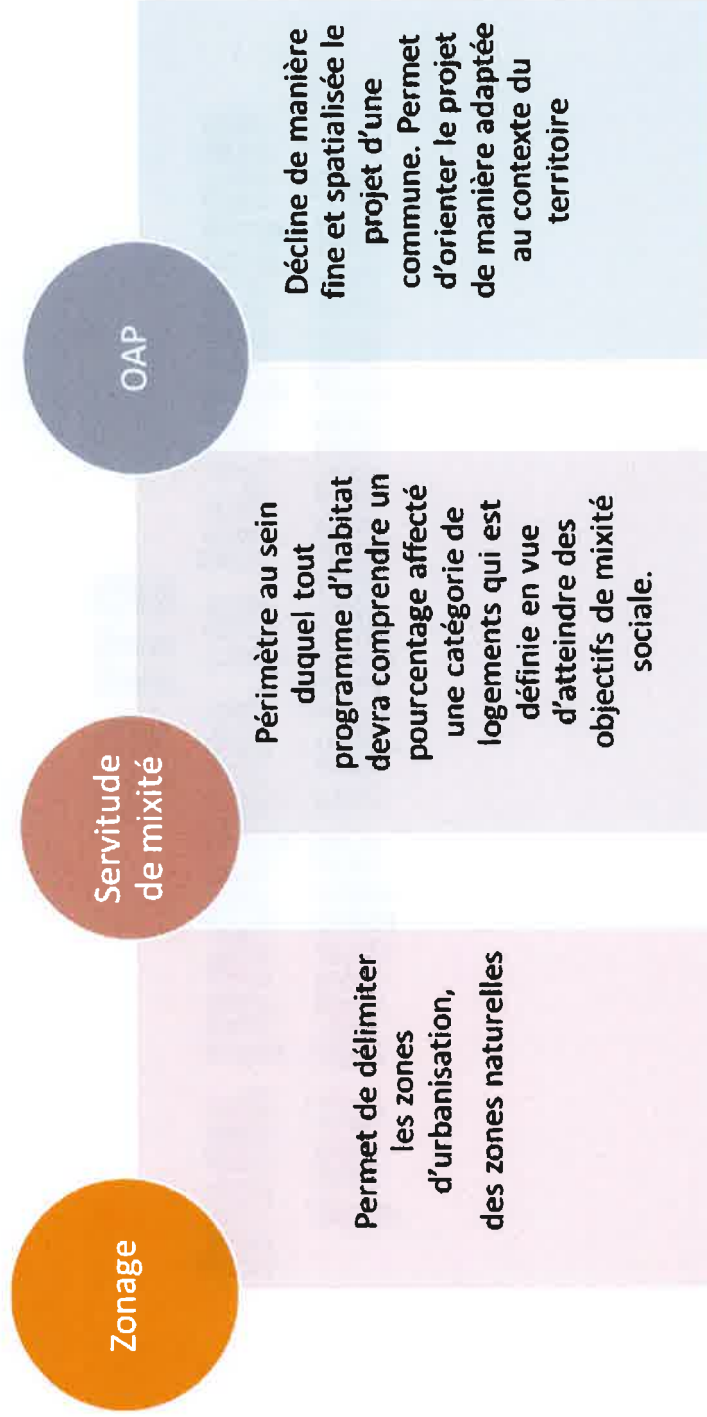 Zonage
Permet de délimiter
les zones
d'urbanisation,
des zones naturelles
Servitude
de mixité
Périmètre au sein
duquel tout
programme d'habitat
devra comprendre un
pourcentage affecté
une catégorie de
logements qui est
définie en vue
d'atteindre des
objectifs de mixité
sociale.
OAP
Décline de manière
fine et spatialisée le
projet d'une
commune. Permet
d'orienter le projet
de manière adaptée
au contexte du
territoire